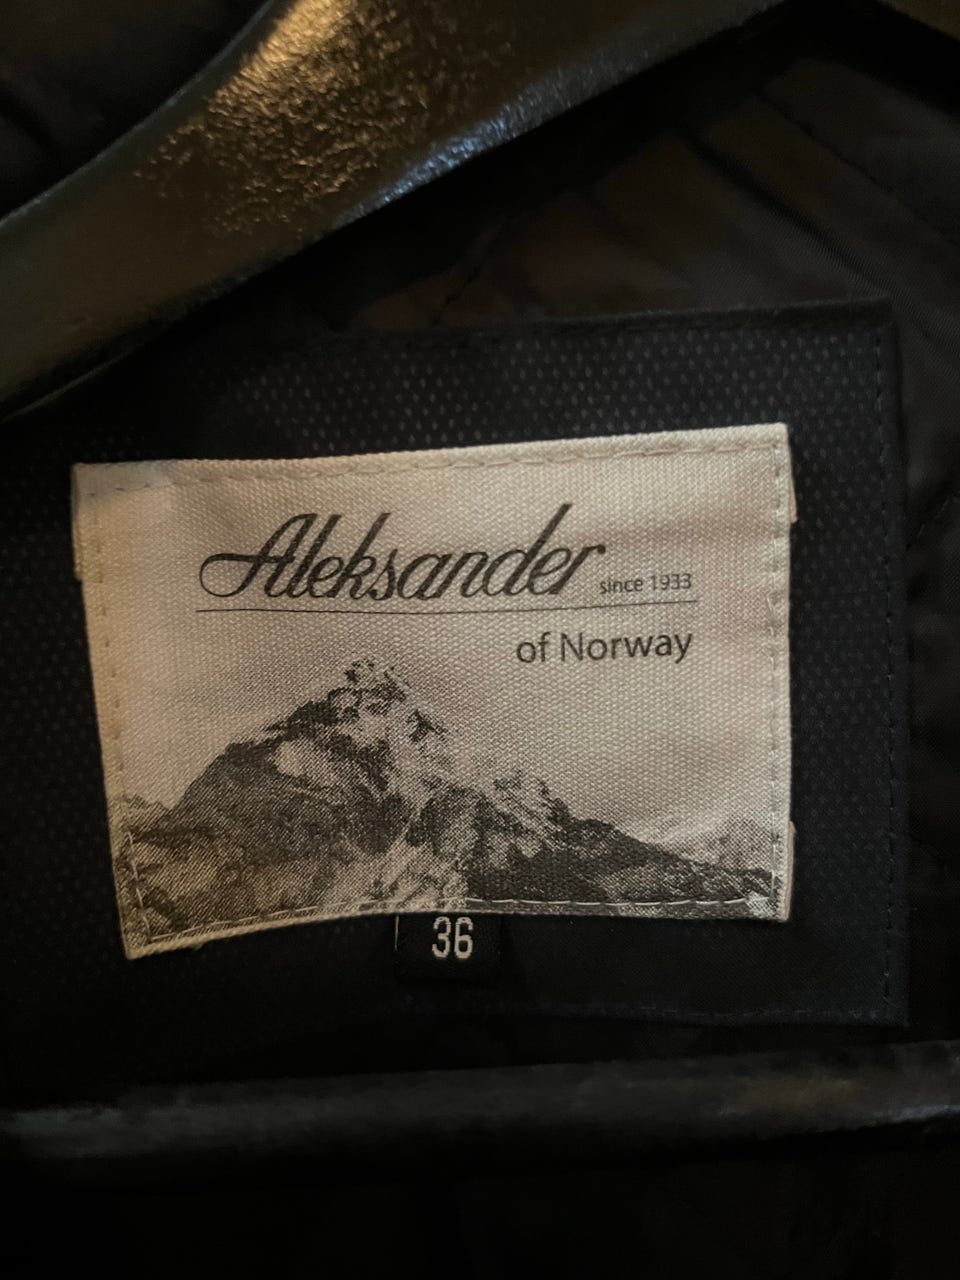 Aleksander since 1933
of Norway
36